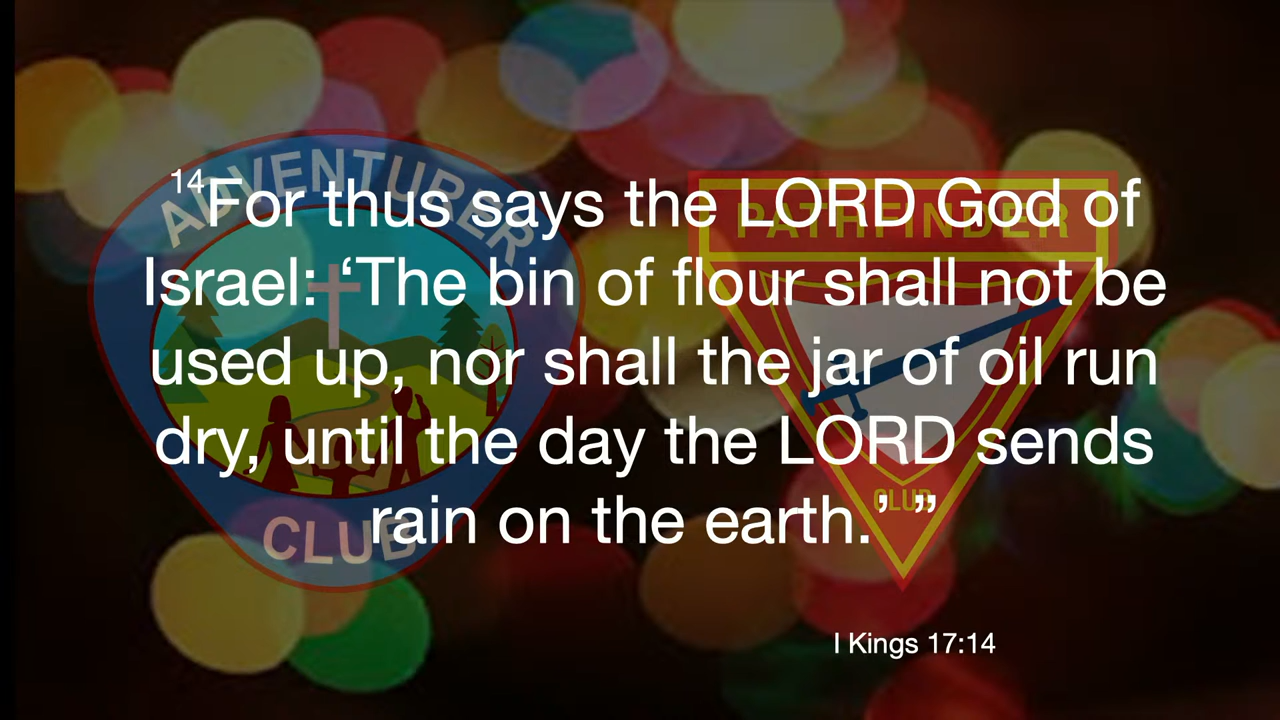 ADVENTURER
CLUB
PATHFINDER
CLUB
14For thus says the LORD God of
Israel: ‘The bin of flour shall not be
used up, nor shall the jar of oil run
dry, until the day the LORD sends
rain on the earth.’ ”
I Kings 17:14